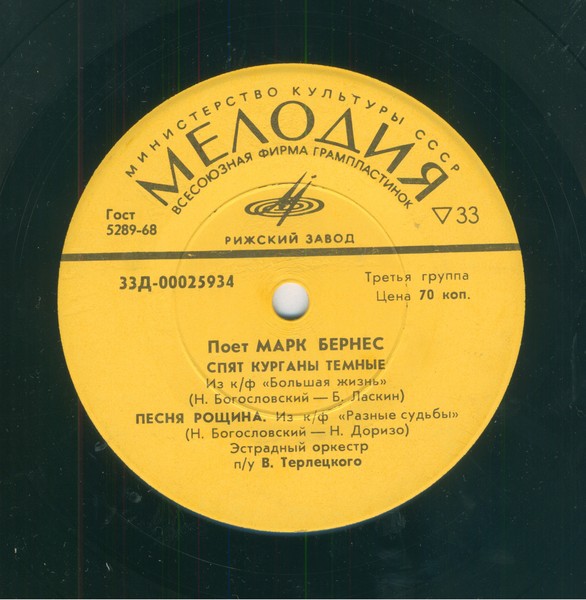 МИНИСТЕРСТВО КУЛЬТУРЫ СССР
МЕЛОДИЯ
ВСЕСОЮЗНАЯ ФИРМА ГРАМПЛАСТИНОК
Гост
5289-68
▽33
РИЖСКИЙ ЗАВОД
33Д-00025934
Третья группа
Цена 70 коп.
Поет МАРК БЕРНЕС
СПЯТ КУРГАНЫ ТЕМНЫЕ
Из к/ф «Большая жизнь»
(Н. Богословский — Б. Ласкин)
ПЕСНЯ РОЩИНА. Из к/ф «Разные судьбы»
(Н. Богословский — Н. Доризо)
Эстрадный оркестр
п/у В. Терлецкого